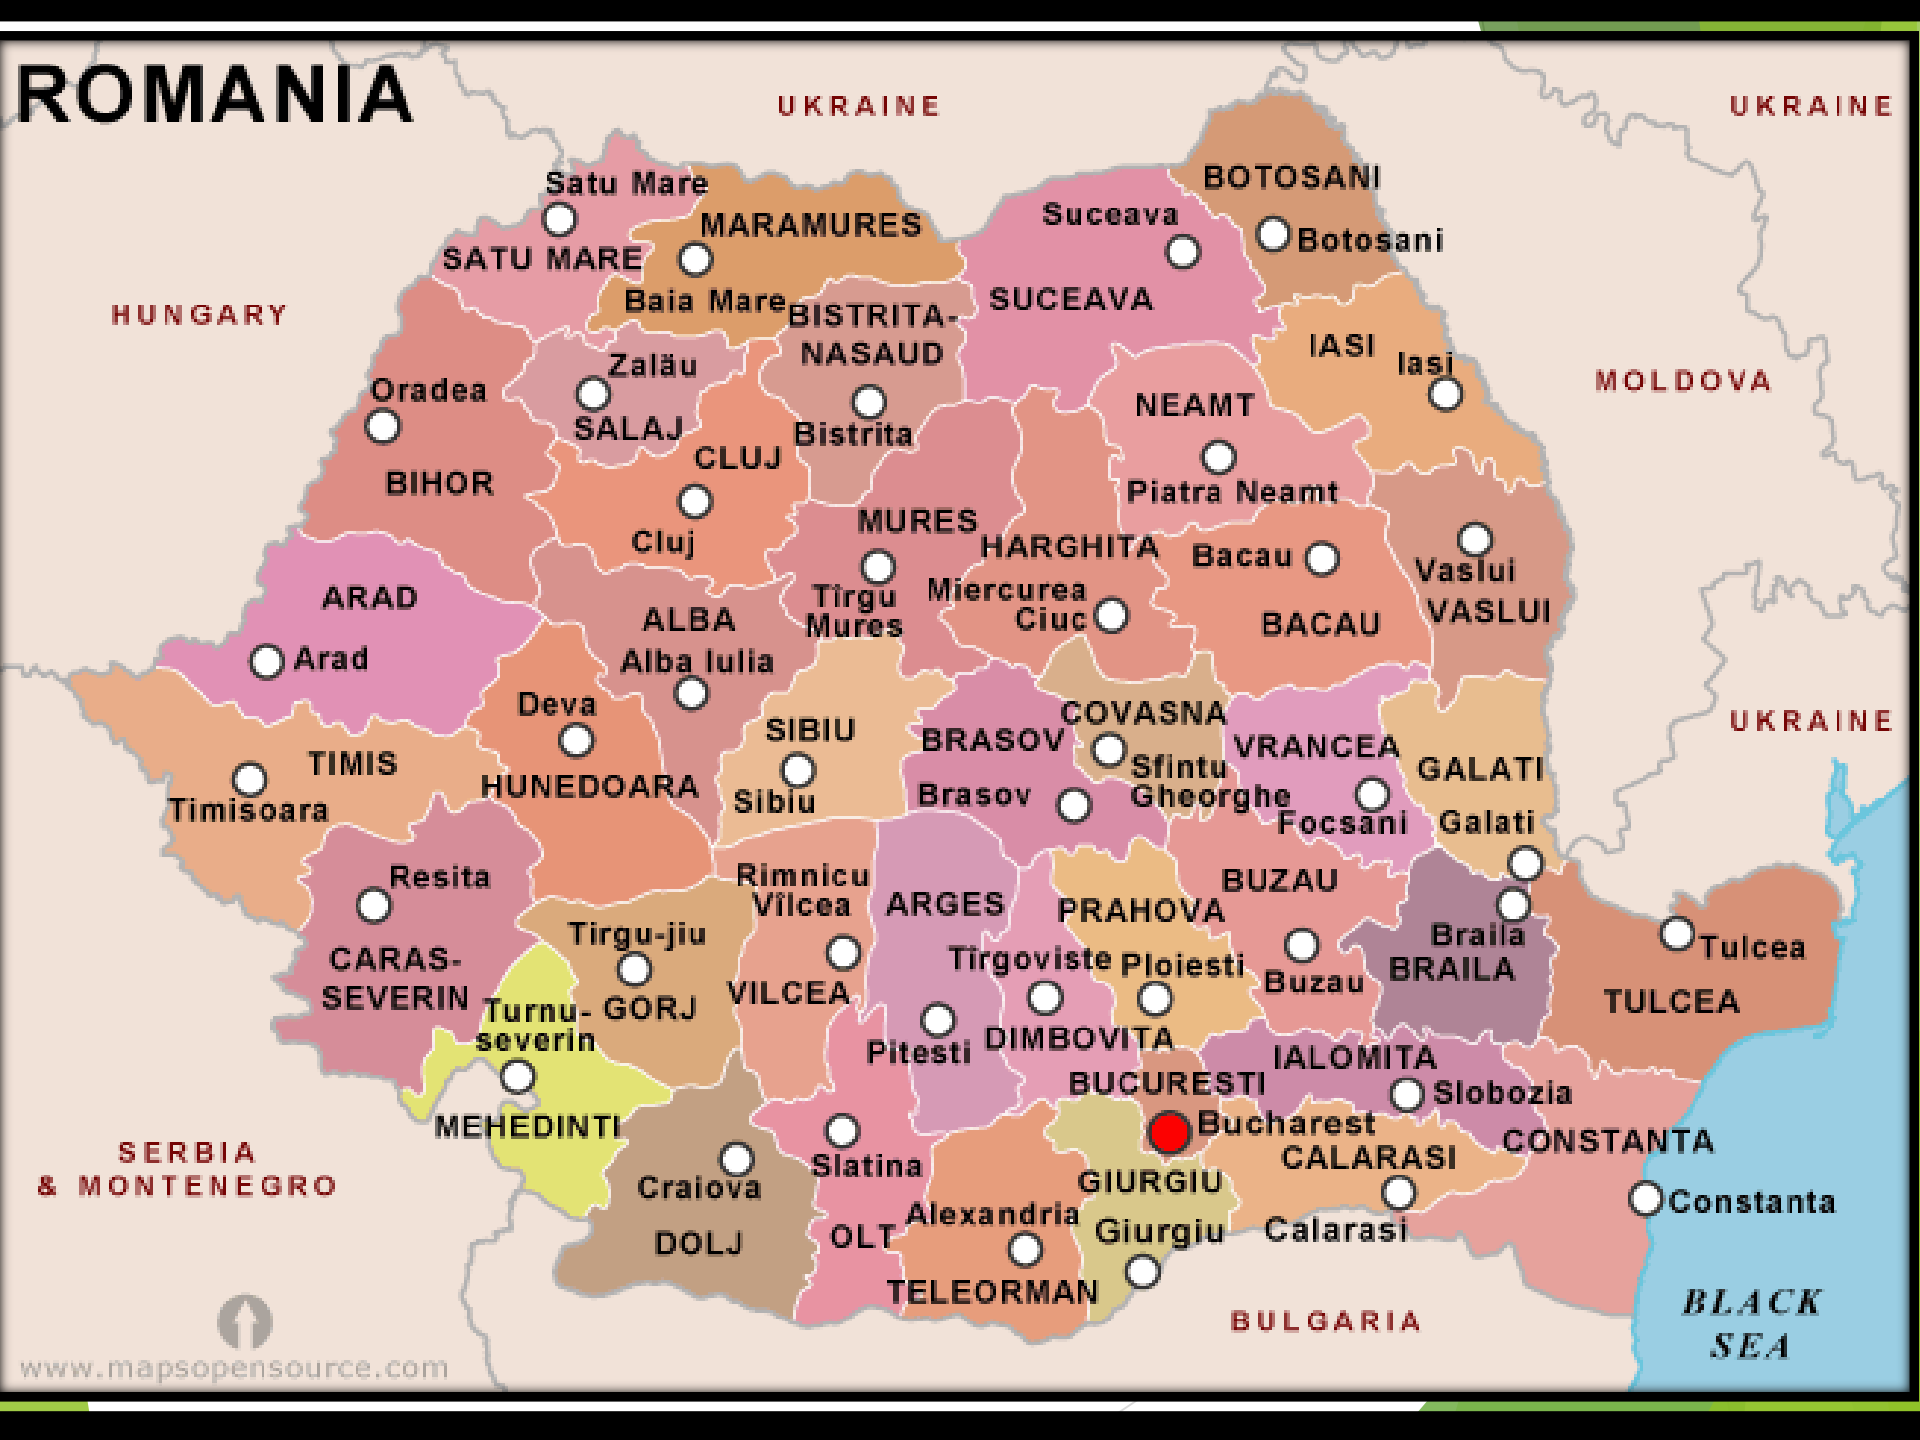 ROMANIA
UKRAINE
UKRAINE
Satu Mare
BOTOSANI
Suceava
MARAMURES
Botosani
SATU MARE
Baia Mare
SUCEAVA
HUNGARY
BISTRITA-
NASAUD
IASI
Iasi
Zalău
MOLDOVA
Oradea
NEAMT
SALAJ
Bistrita
CLUJ
BIHOR
Piatra Neamt
MURES
Cluj
HARGHITA
Bacau
Vaslui
Miercurea
Ciuc
ARAD
Tîrgu
Mures
VASLUI
ALBA
BACAU
Arad
Alba Iulia
Deva
COVASNA
UKRAINE
SIBIU
BRASOV
VRANCEA
TIMIS
Sfintu
Gheorghe
GALATI
HUNEDOARA
Brasov
Sibiu
Timisoara
Focsani
Galati
Resita
Rimnicu
Vîlcea
BUZAU
ARGES
PRAHOVA
Tirgu-jiu
Braila
Tulcea
CARAS-
SEVERIN
Tîrgoviste
Ploiesti
BRAILA
Buzau
VILCEA
TULCEA
Turnu-
severin
GORJ
DIMBOVITA
Pitesti
IALOMITA
BUCURESTI
Slobozia
MEHEDINTI
Bucharest
CONSTANTA
SERBIA
& MONTENEGRO
CALARASI
Slatina
GIURGIU
Craiova
Constanta
Alexandria
Giurgiu
Calarasi
OLT
DOLJ
TELEORMAN
BLACK
SEA
BULGARIA
www.mapsopensource.com